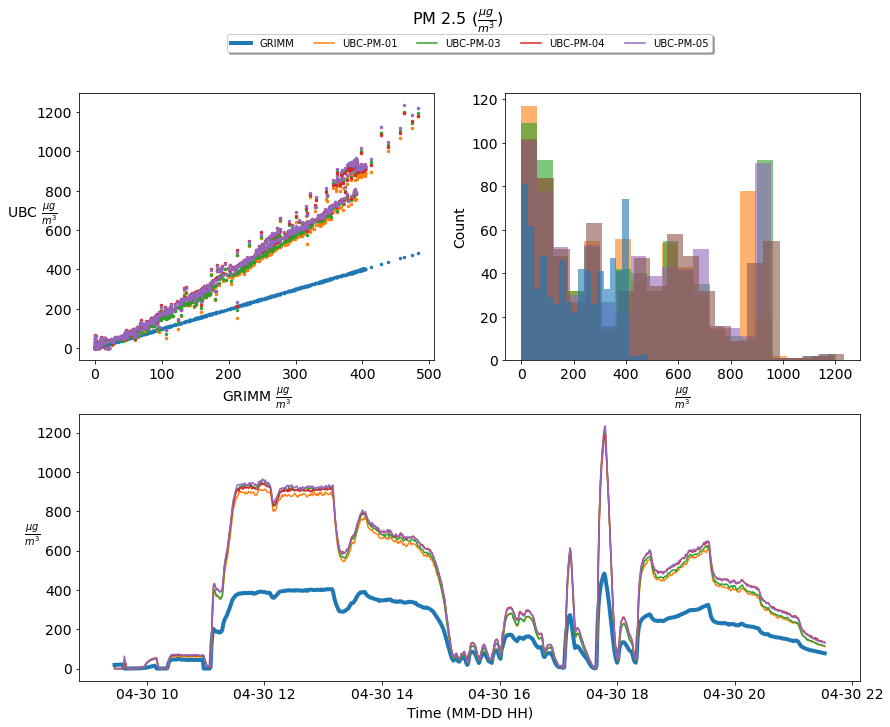 PM 2.5 (µg/m³)
GRIMM UBC-PM-01 UBC-PM-03 UBC-PM-04 UBC-PM-05
1200
1000
800
600
400
200
0
UBC µg/m³
0 100 200 300 400 500
GRIMM µg/m³
120
100
80
60
40
20
0
Count
0 200 400 600 800 1000 1200
µg/m³
1200
1000
800
600
400
200
0
µg/m³
04-30 10 04-30 12 04-30 14 04-30 16 04-30 18 04-30 20 04-30 22
Time (MM-DD HH)